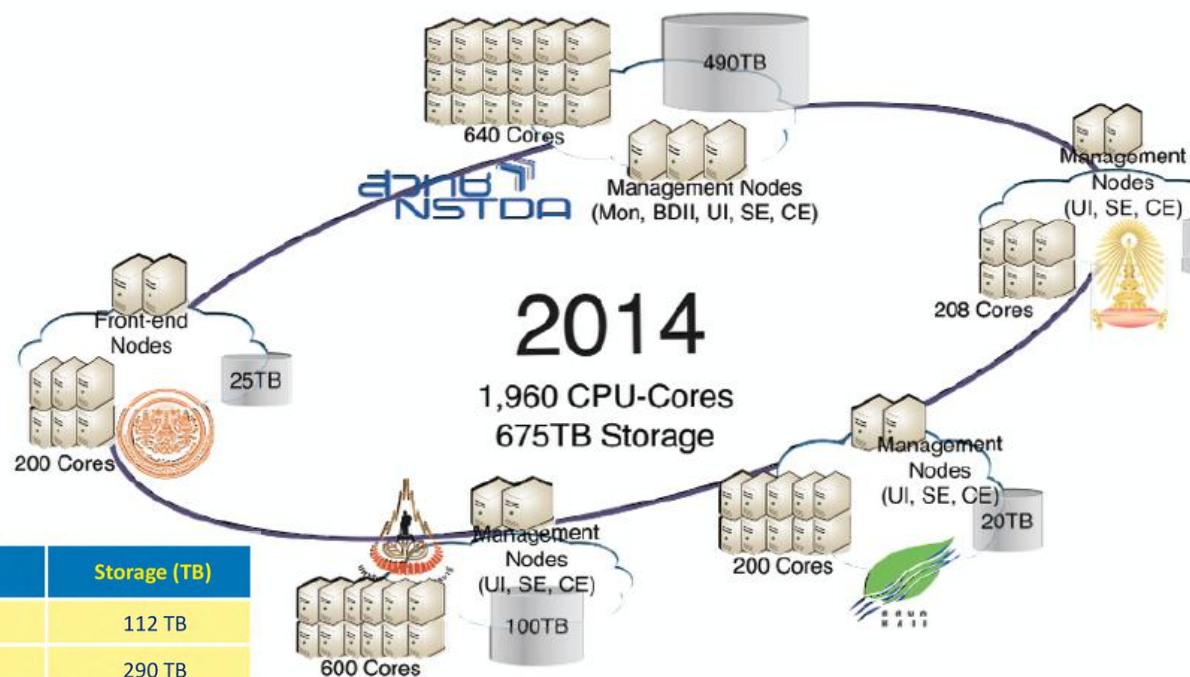 490TB
640 Cores
สวทช
NSTDA
Management Nodes
(Mon, BDII, UI, SE, CE)
Management
Nodes
(UI, SE, CE)
208 Cores
Front-end
Nodes
25TB
200 Cores
2014
1,960 CPU-Cores
675TB Storage
Management
Nodes
(UI, SE, CE)
20TB
200 Cores
Management
Nodes
(UI, SE, CE)
100TB
600 Cores
Storage (TB)
112 TB
290 TB